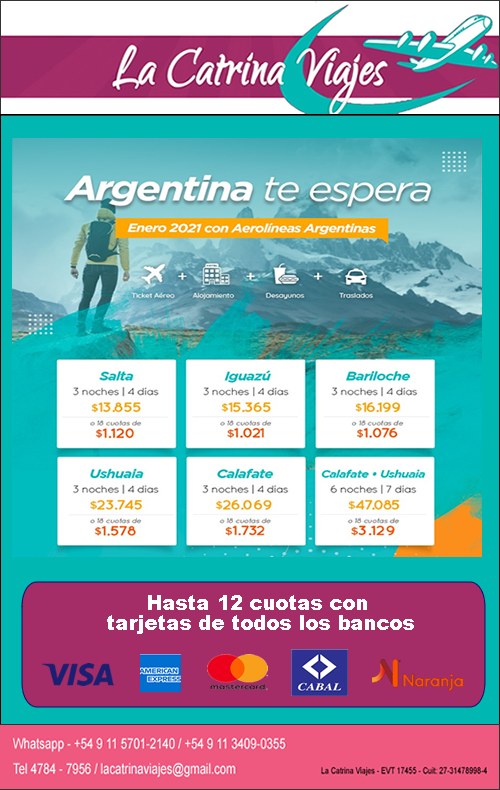 La Catrina Viajes
Argentina te espera
Enero 2021 con Aerolíneas Argentinas
Ticket Aéreo + Alojamiento + Desayunos + Traslados
Salta
3 noches | 4 días
$13.855
o 18 cuotas de
$1.120
Iguazú
3 noches | 4 días
$15.365
o 18 cuotas de
$1.021
Bariloche
3 noches | 4 días
$16.199
o 18 cuotas de
$1.076
Ushuaia
3 noches | 4 días
$23.745
o 18 cuotas de
$1.578
Calafate
3 noches | 4 días
$26.069
o 18 cuotas de
$1.732
Calafate • Ushuaia
6 noches | 7 días
$47.085
o 18 cuotas de
$3.129
Hasta 12 cuotas con
tarjetas de todos los bancos
VISA
AMERICAN EXPRESS
mastercard
CABAL
Naranja
Whatsapp - +54 9 11 5701-2140 / +54 9 11 3409-0355
Tel 4784 - 7956 / lacatrinaviajes@gmail.com
La Catrina Viajes - EVT 17455 - Cuit: 27-31478998-4